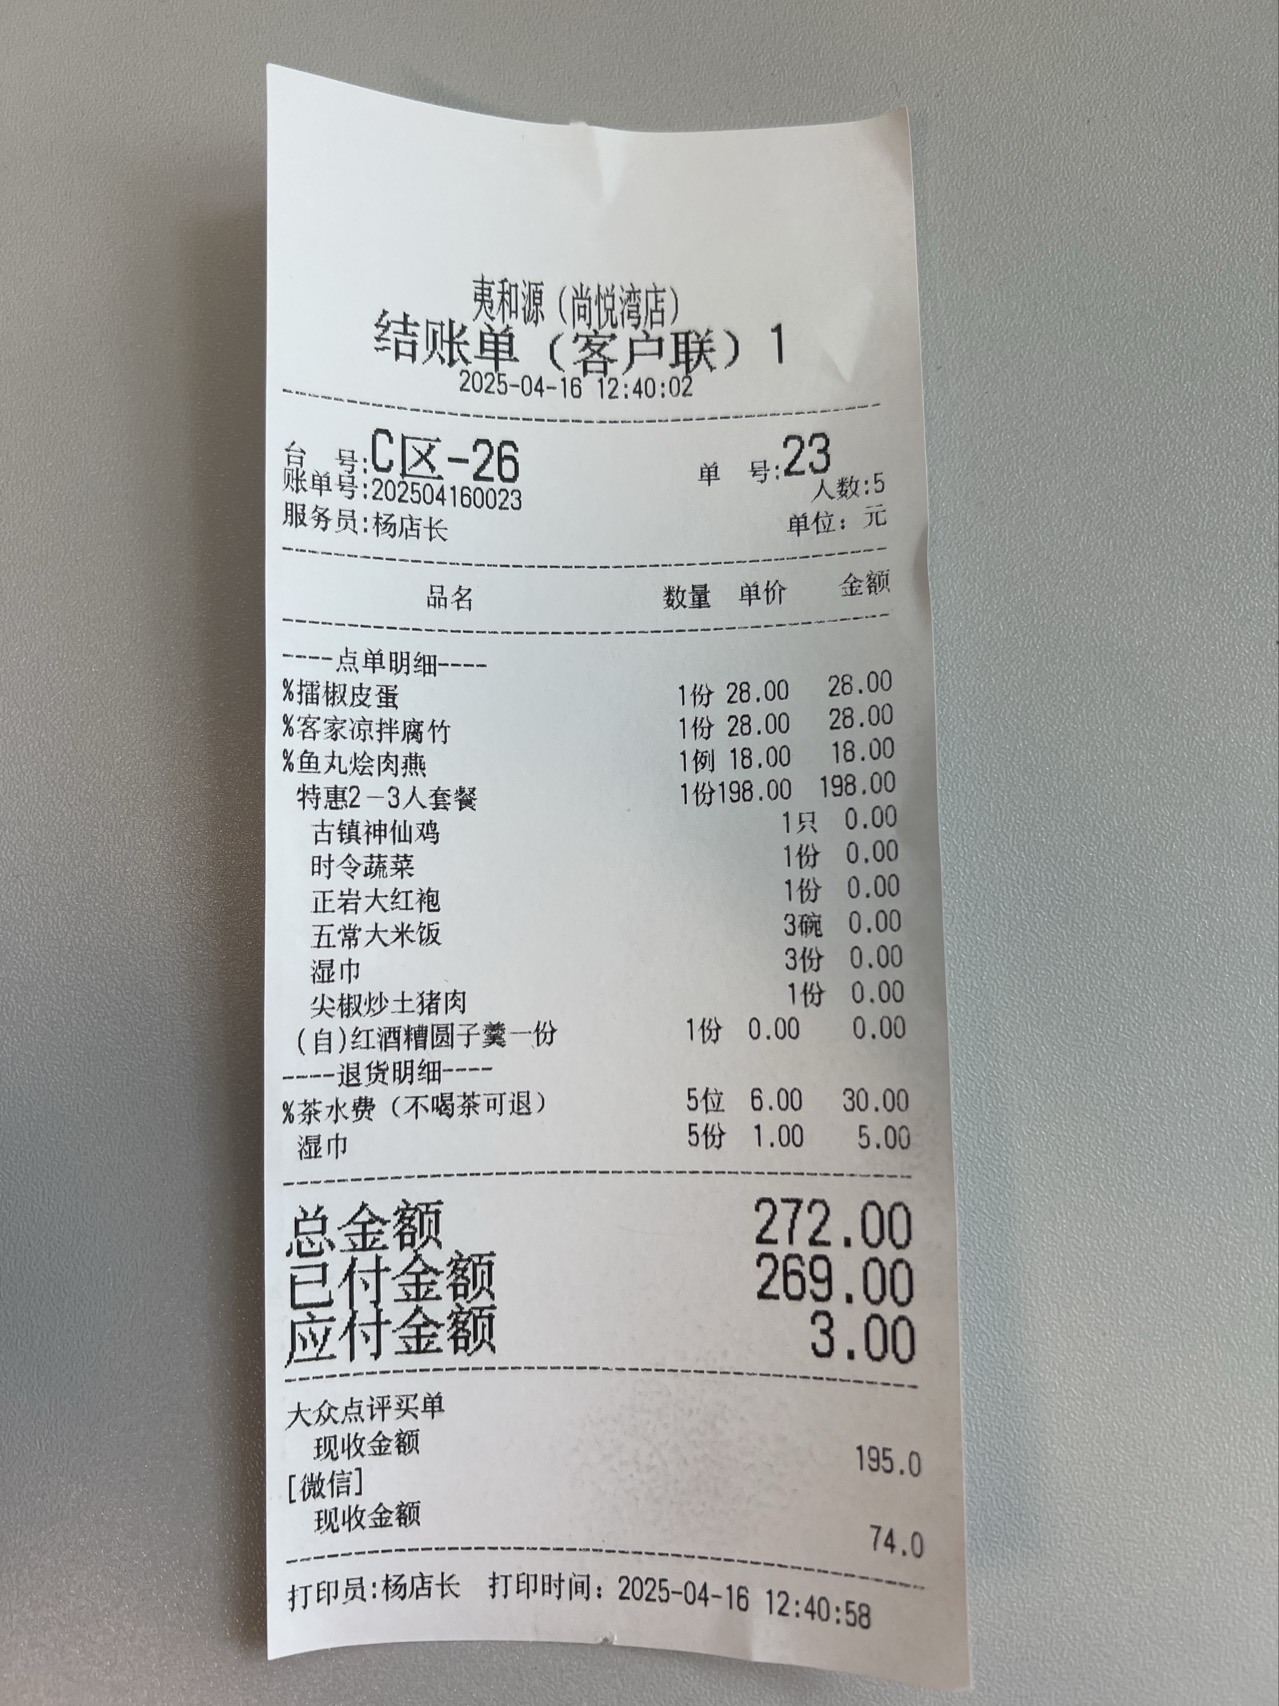 夷和源（尚悦湾店）
结账单（客户联）1
2025-04-16 12:40:02
台 号:C区-26 单 号:23
账单号:202504160023 人数:5
服务员:杨店长 单位：元
品名 数量 单价 金额
----点单明细----
%擂椒皮蛋 1份 28.00 28.00
%客家凉拌腐竹 1份 28.00 28.00
%鱼丸烩肉燕 1例 18.00 18.00
特惠2－3人套餐 1份198.00 198.00
古镇神仙鸡 1只 0.00
时令蔬菜 1份 0.00
正岩大红袍 1份 0.00
五常大米饭 3碗 0.00
湿巾 3份 0.00
尖椒炒土猪肉 1份 0.00
(自)红酒糟圆子羹一份 1份 0.00 0.00
----退货明细----
%茶水费（不喝茶可退） 5位 6.00 30.00
湿巾 5份 1.00 5.00
总金额 272.00
已付金额 269.00
应付金额 3.00
大众点评买单
现收金额 195.0
[微信]
现收金额 74.0
打印员:杨店长 打印时间：2025-04-16 12:40:58